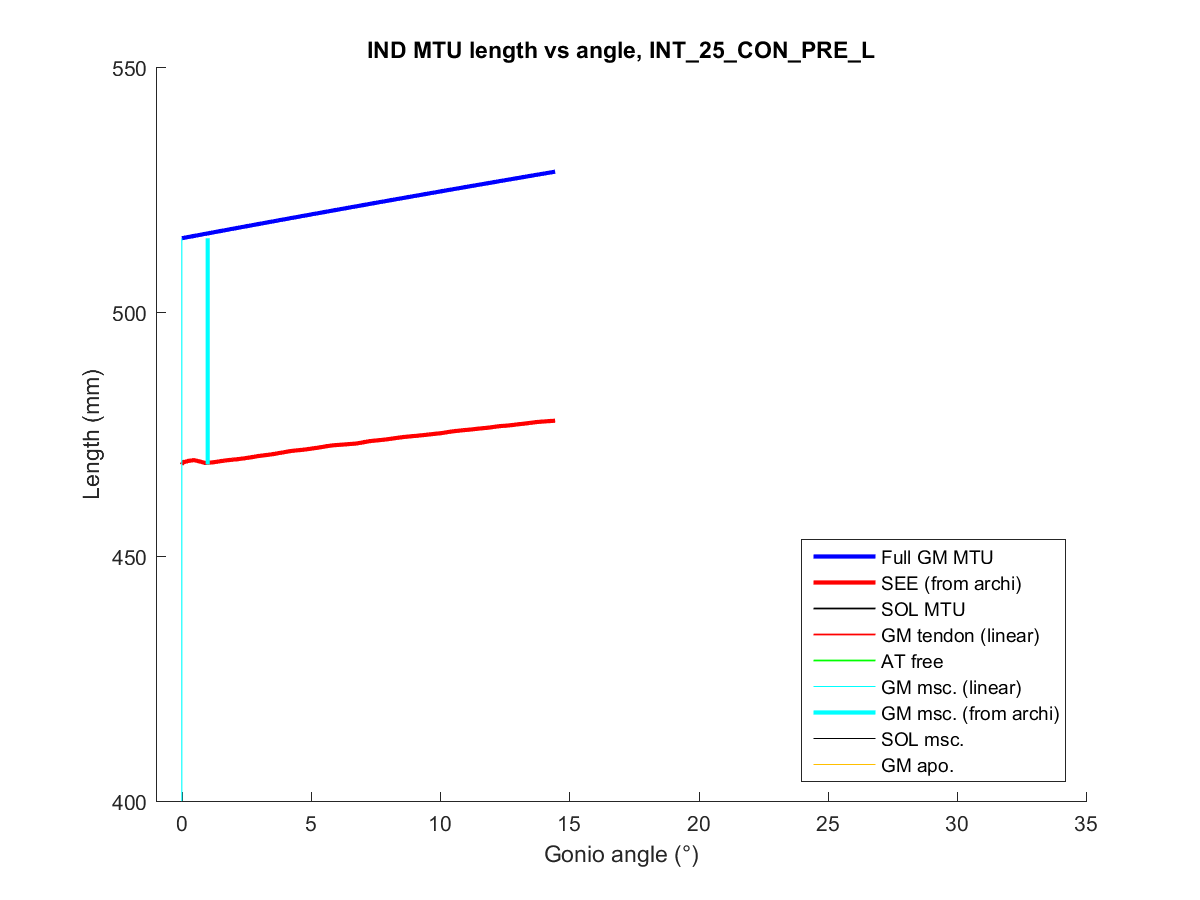 IND MTU length vs angle, INT_25_CON_PRE_L
550
500
450
400
Length (mm)
0 5 10 15 20 25 30 35
Gonio angle (°)
Full GM MTU
SEE (from archi)
SOL MTU
GM tendon (linear)
AT free
GM msc. (linear)
GM msc. (from archi)
SOL msc.
GM apo.